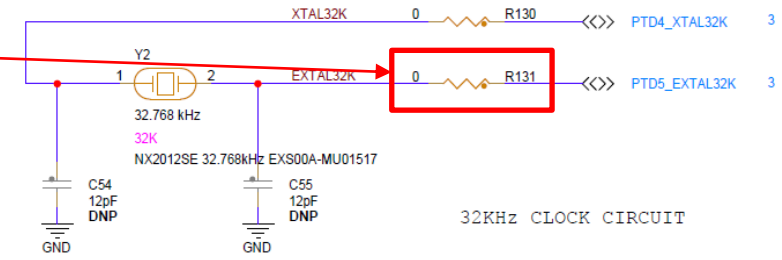 XTAL32K 0 R130 PTD4_XTAL32K 3
Y2
1 2 EXTAL32K 0 R131 PTD5_EXTAL32K 3
32.768 kHz
32K
NX2012SE 32.768kHz EXS00A-MU01517
C54 C55
12pF 12pF
DNP DNP
32KHz CLOCK CIRCUIT
GND GND